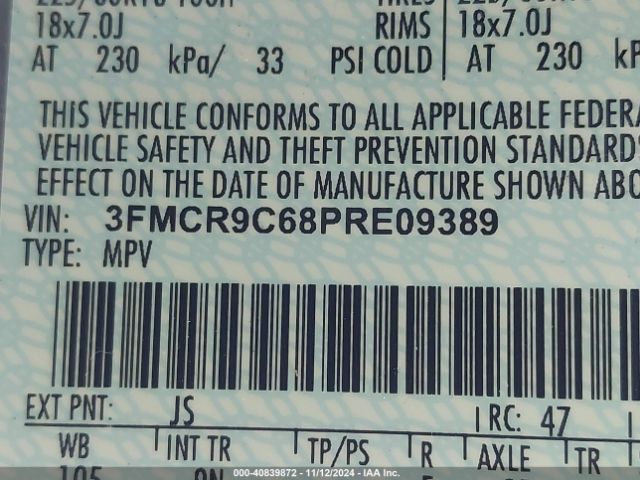 18x7.0J RIMS 18x7.0J
AT 230 kPa/ 33 PSI COLD AT 230
THIS VEHICLE CONFORMS TO ALL APPLICABLE FEDERA
VEHICLE SAFETY AND THEFT PREVENTION STANDARDS
EFFECT ON THE DATE OF MANUFACTURE SHOWN ABO
VIN: 3FMCR9C68PRE09389
TYPE: MPV
EXT PNT: JS RC: 47
WB INT TR TP/PS R AXLE TR
105
000-40839872 - 11/12/2024 - IAA Inc.